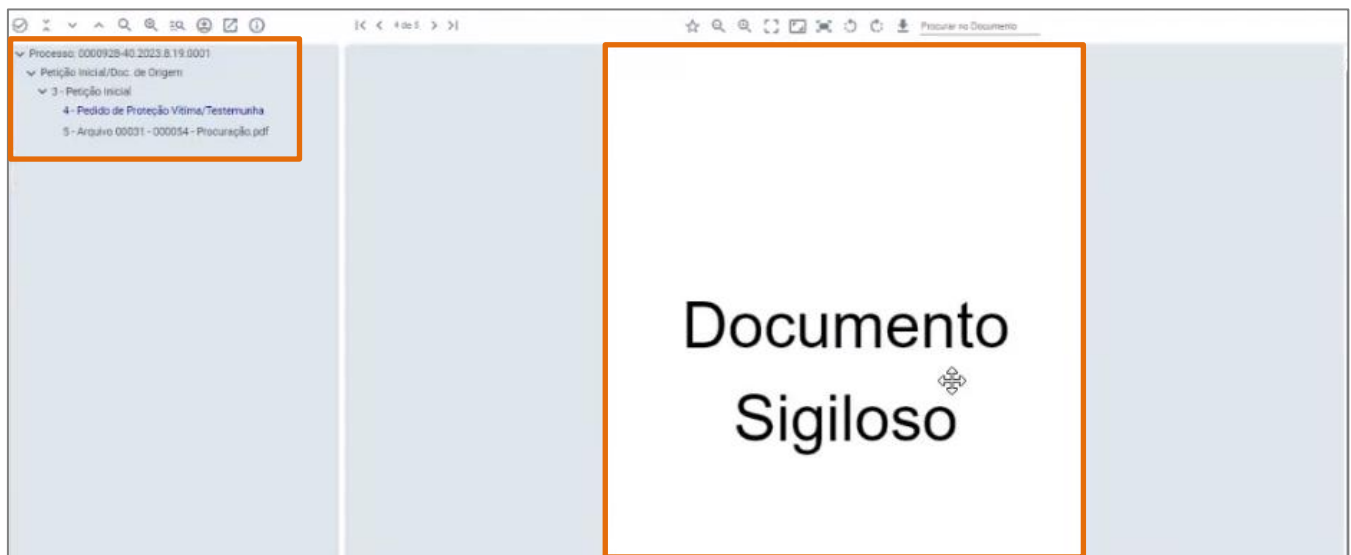 4 de 5
Procurar no Documento
Processo: 0000928-40.2023.8.19.0001
Petição Inicial/Doc. de Origem
3 - Petição Inicial
4 - Pedido de Proteção Vítima/Testemunha
5 - Arquivo 00031 - 000054 - Procuração.pdf
Documento
Sigiloso